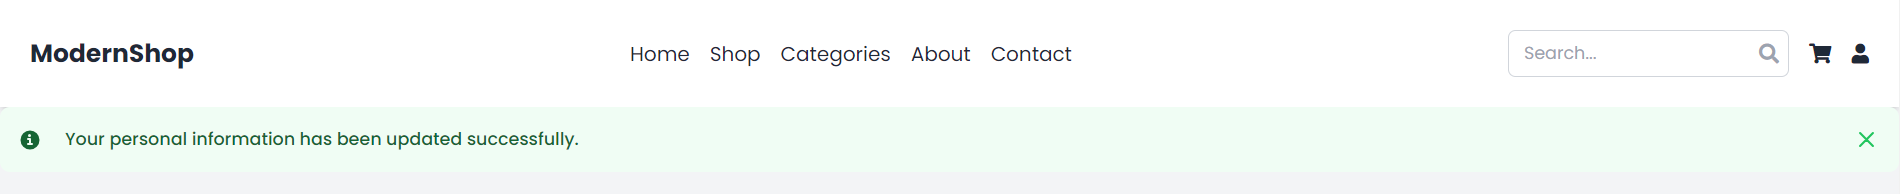 ModernShop
Home Shop Categories About Contact
Search...
Your personal information has been updated successfully.